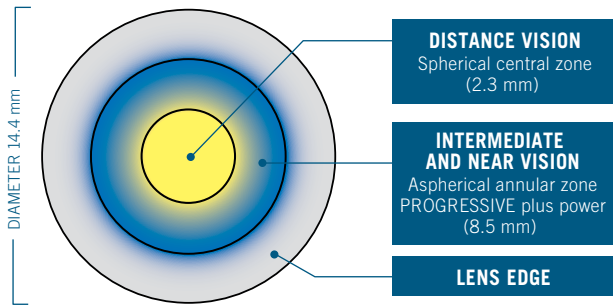 DIAMETER 14.4 mm
DISTANCE VISION
Spherical central zone
(2.3 mm)
INTERMEDIATE
AND NEAR VISION
Aspherical annular zone
PROGRESSIVE plus power
(8.5 mm)
LENS EDGE